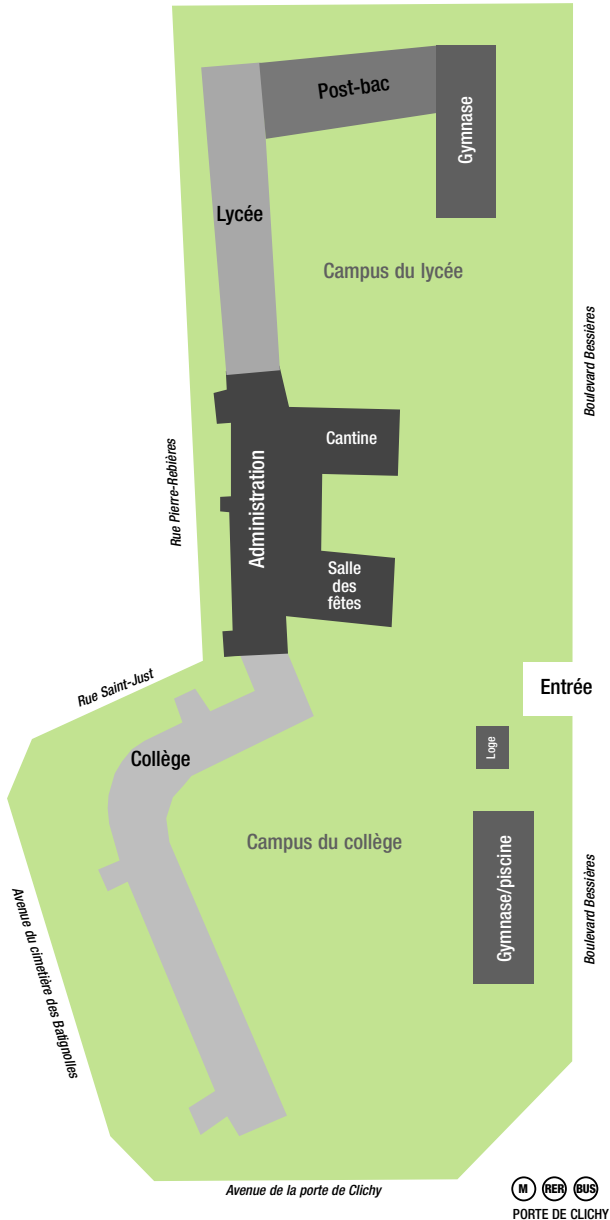 Post-bac
Gymnase
Lycée
Campus du lycée
Boulevard Bessières
Cantine
Administration
Rue Pierre-Rebières
Salle
des
fêtes
Rue Saint-Just
Entrée
Loge
Collège
Campus du collège
Gymnase/piscine
Boulevard Bessières
Avenue du cimetière des Batignolles
Avenue de la porte de Clichy
M RER BUS
PORTE DE CLICHY